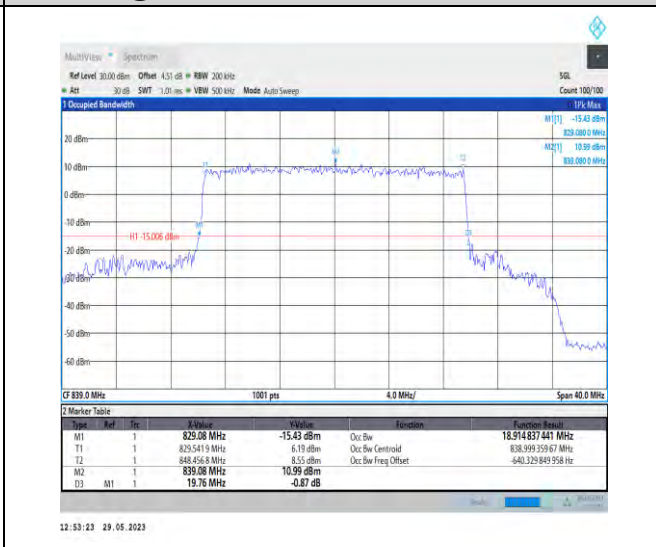 MultiView Spectrum
Ref Level 30.00 dBm Offset 4.51 dB RBW 200 kHz SGL
Att 30 dB SWT 1.01 ms VBW 500 kHz Mode Auto Sweep Count 100/100
1 Occupied Bandwidth 1Pk Max
M1[1] -15.43 dBm
829.080 0 MHz
M2[1] 10.99 dBm
839.080 0 MHz
20 dBm
M2
T1
T2
10 dBm
0 dBm
-10 dBm
M1
H1 -15.006 dBm
D3
-20 dBm
-30 dBm
-40 dBm
-50 dBm
-60 dBm
CF 839.0 MHz 1001 pts 4.0 MHz/ Span 40.0 MHz
2 Marker Table
Type Ref Trc X-Value Y-Value Function Function Result
M1 1 829.08 MHz -15.43 dBm Occ Bw 18.914 837 441 MHz
T1 1 829.541 9 MHz 6.19 dBm Occ Bw Centroid 838.999 359 67 MHz
T2 1 848.456 8 MHz 8.55 dBm Occ Bw Freq Offset -640.329 849 958 Hz
M2 1 839.08 MHz 10.99 dBm
D3 M1 1 19.76 MHz -0.87 dB
12:53:23 29.05.2023